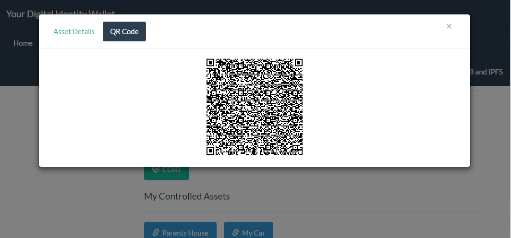 Your Digital Identity Wallet
Asset Details
QR Code
×
Home
B and IPFS
My Controlled Assets
Parents House
My Car